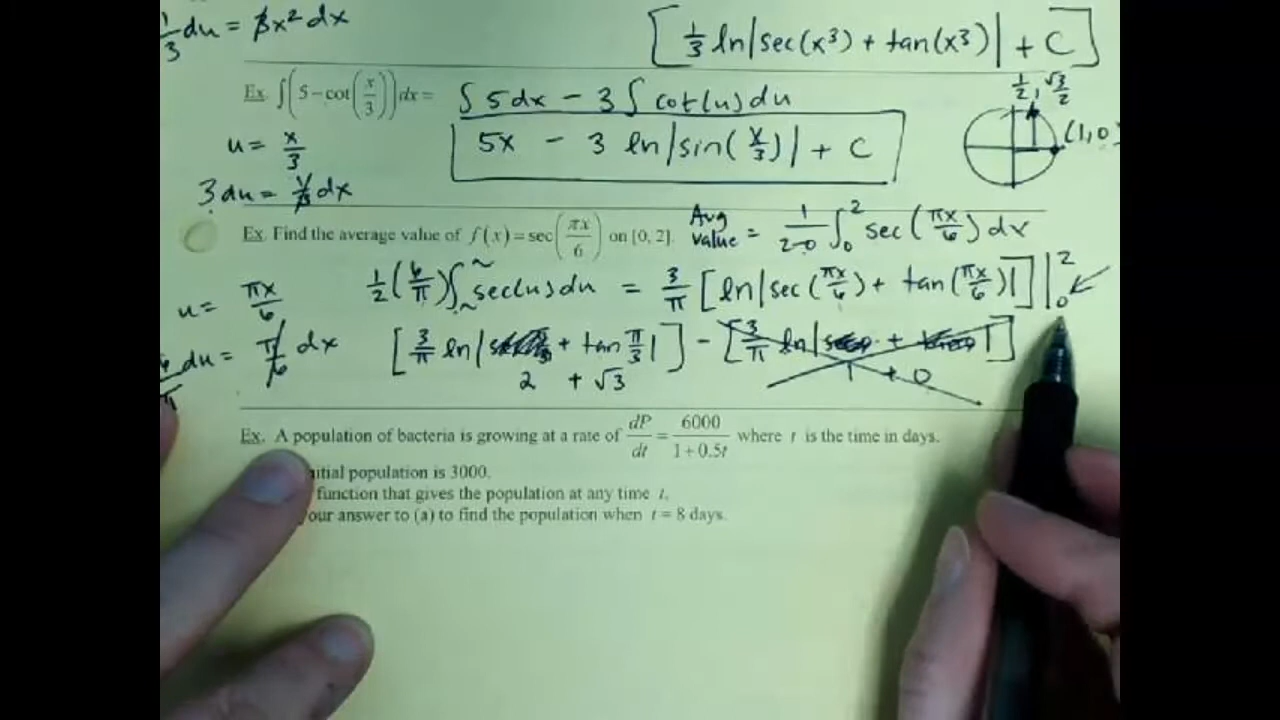 1/3 du = 3x² dx
[1/3 ln|sec(x³) + tan(x³)| + C]
Ex. ∫(5 − cot(x/3))dx = ∫5dx − 3∫cot(u)du
1/2, √3/2
(1,0)
u = x/3
5x − 3 ln|sin(x/3)| + C
3 du = 1/3 dx
Ex. Find the average value of f(x) = sec(πx/6) on [0, 2].
Avg value = 1/(2−0) ∫₀² sec(πx/6) dx
u = πx/6
1/2 (6/π) ∫ sec(u) du = 3/π [ln|sec(πx/6) + tan(πx/6)|] |₀²
6/π du = π/6 dx
[3/π ln| + tan π/3|] − [3/π ln| + |]
2 + √3
1 + 0
Ex. A population of bacteria is growing at a rate of dP/dt = 6000/(1+0.5t) where t is the time in days.
initial population is 3000.
function that gives the population at any time t.
your answer to (a) to find the population when t = 8 days.